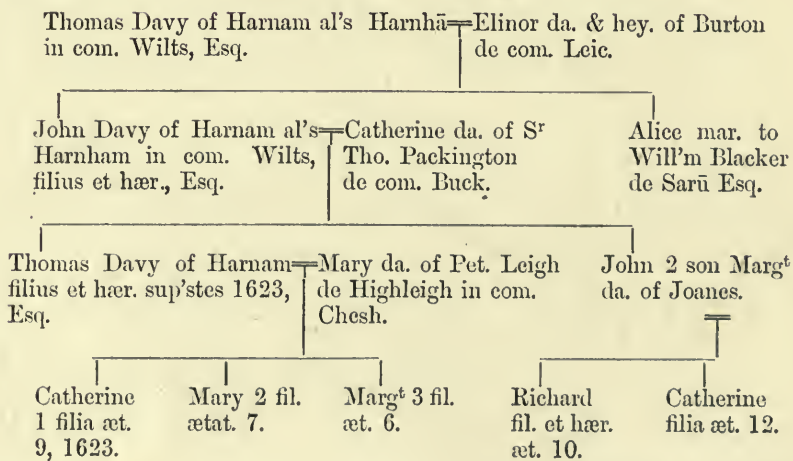 Thomas Davy of Harnam al's Harnhā
in com. Wilts, Esq.
Elinor da. & hey. of Burton
de com. Leic.
John Davy of Harnam al's
Harnham in com. Wilts,
filius et hær., Esq.
Catherine da. of Sʳ
Tho. Packington
de com. Buck.
Alice mar. to
Will'm Blacker
de Sarū Esq.
Thomas Davy of Harnam
filius et hær. sup'stes 1623,
Esq.
Mary da. of Pet. Leigh
de Highleigh in com.
Chesh.
John 2 son Margᵗ
da. of Joanes.
Catherine
1 filia æt.
9, 1623.
Mary 2 fil.
ætat. 7.
Margᵗ 3 fil.
æt. 6.
Richard
fil. et hær.
æt. 10.
Catherine
filia æt. 12.